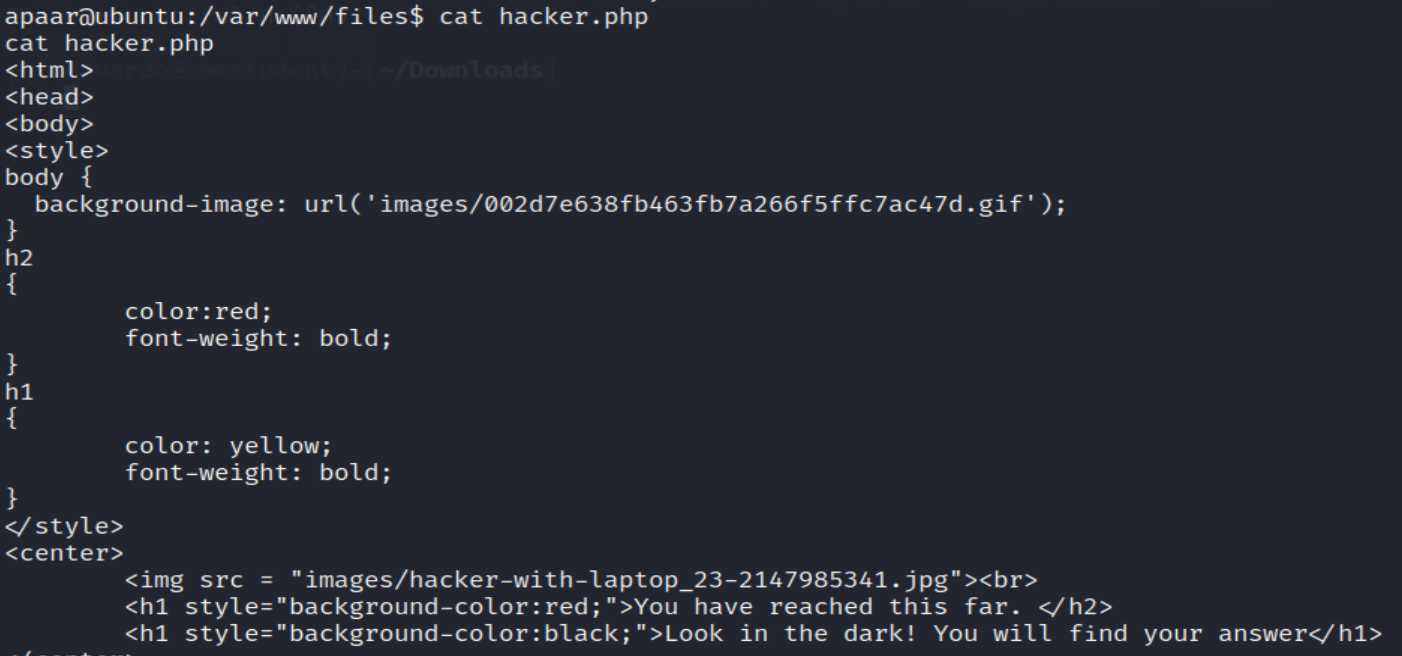 apaar@ubuntu:/var/www/files$ cat hacker.php
cat hacker.php
<html>
<head>
<body>
<style>
body {
  background-image: url('images/002d7e638fb463fb7a266f5ffc7ac47d.gif');
}
h2
{
        color:red;
        font-weight: bold;
}
h1
{
        color: yellow;
        font-weight: bold;
}
</style>
<center>
        <img src = "images/hacker-with-laptop_23-2147985341.jpg"><br>
        <h1 style="background-color:red;">You have reached this far. </h2>
        <h1 style="background-color:black;">Look in the dark! You will find your answer</h1>